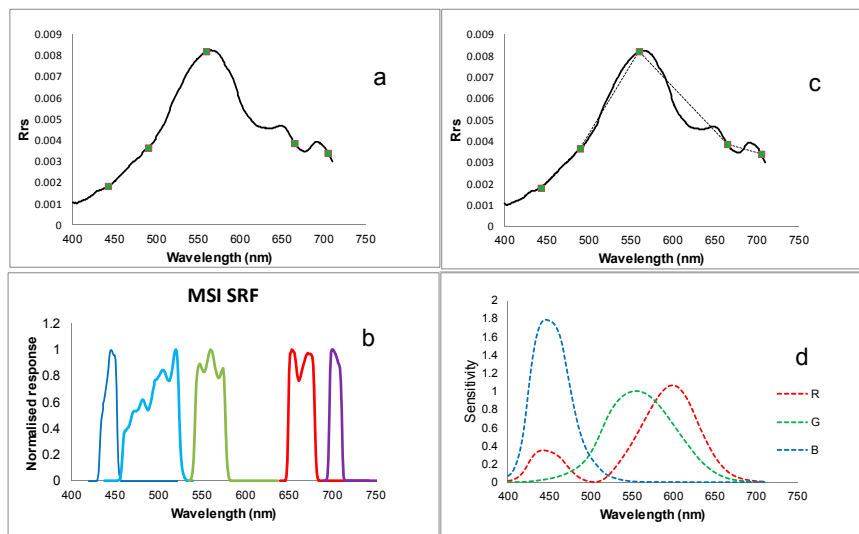 0.009
0.008
0.007
0.006
0.005
0.004
0.003
0.002
0.001
0
Rrs
a
400 450 500 550 600 650 700 750
Wavelength (nm)
0.009
0.008
0.007
0.006
0.005
0.004
0.003
0.002
0.001
0
Rrs
c
400 450 500 550 600 650 700 750
Wavelength (nm)
MSI SRF
1.2
1
0.8
0.6
0.4
0.2
0
Normalised response
b
400 450 500 550 600 650 700 750
Wavelength (nm)
2
1.8
1.6
1.4
1.2
1
0.8
0.6
0.4
0.2
0
Sensitivity
d
R
G
B
400 500 600 700
Wavelength (nm)